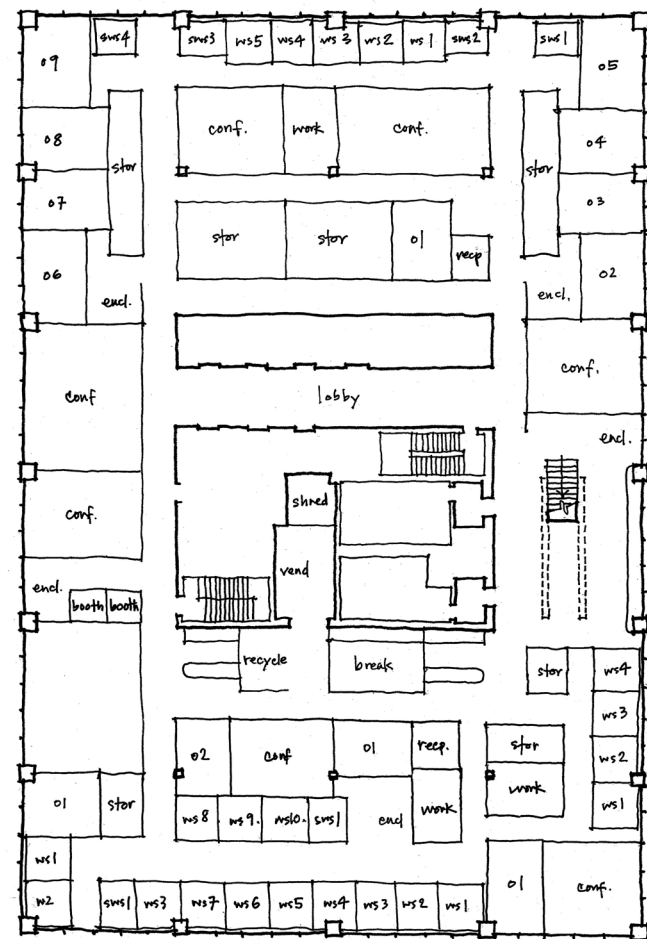 sws4 sws3 ws5 ws4 ws3 ws2 ws1 sws2 sws1
09 05
08 conf. work conf. 04
stor stor
07 03
stor stor 01 recp
06 02
encl. encl.
conf conf.
lobby
encl.
conf.
shred
vend
encl.
booth booth
recycle break
stor ws4
ws3
02 conf 01 recp. stor ws2
01 stor work work ws1
ws8 ws9. ws10. sws1 encl
ws1
w2 sws1 ws3 ws7 ws6 ws5 ws4 ws3 ws2 ws1 01 conf.